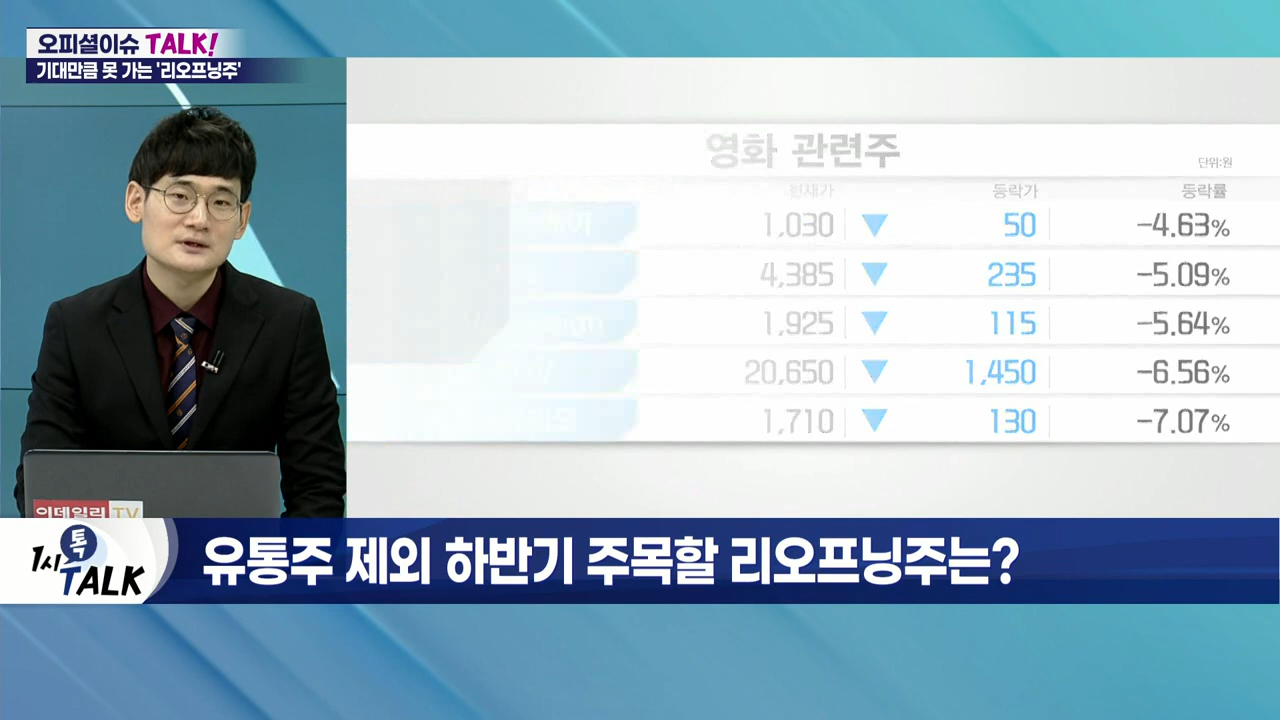 오피셜이슈 TALK!
기대만큼 못 가는 '리오프닝주'
영화 관련주
단위:원
현재가 등락가 등락률
1,030 ▼ 50 -4.63%
4,385 ▼ 235 -5.09%
1,925 ▼ 115 -5.64%
20,650 ▼ 1,450 -6.56%
1,710 ▼ 130 -7.07%
이데일리TV
1시톡 TALK
유통주 제외 하반기 주목할 리오프닝주는?